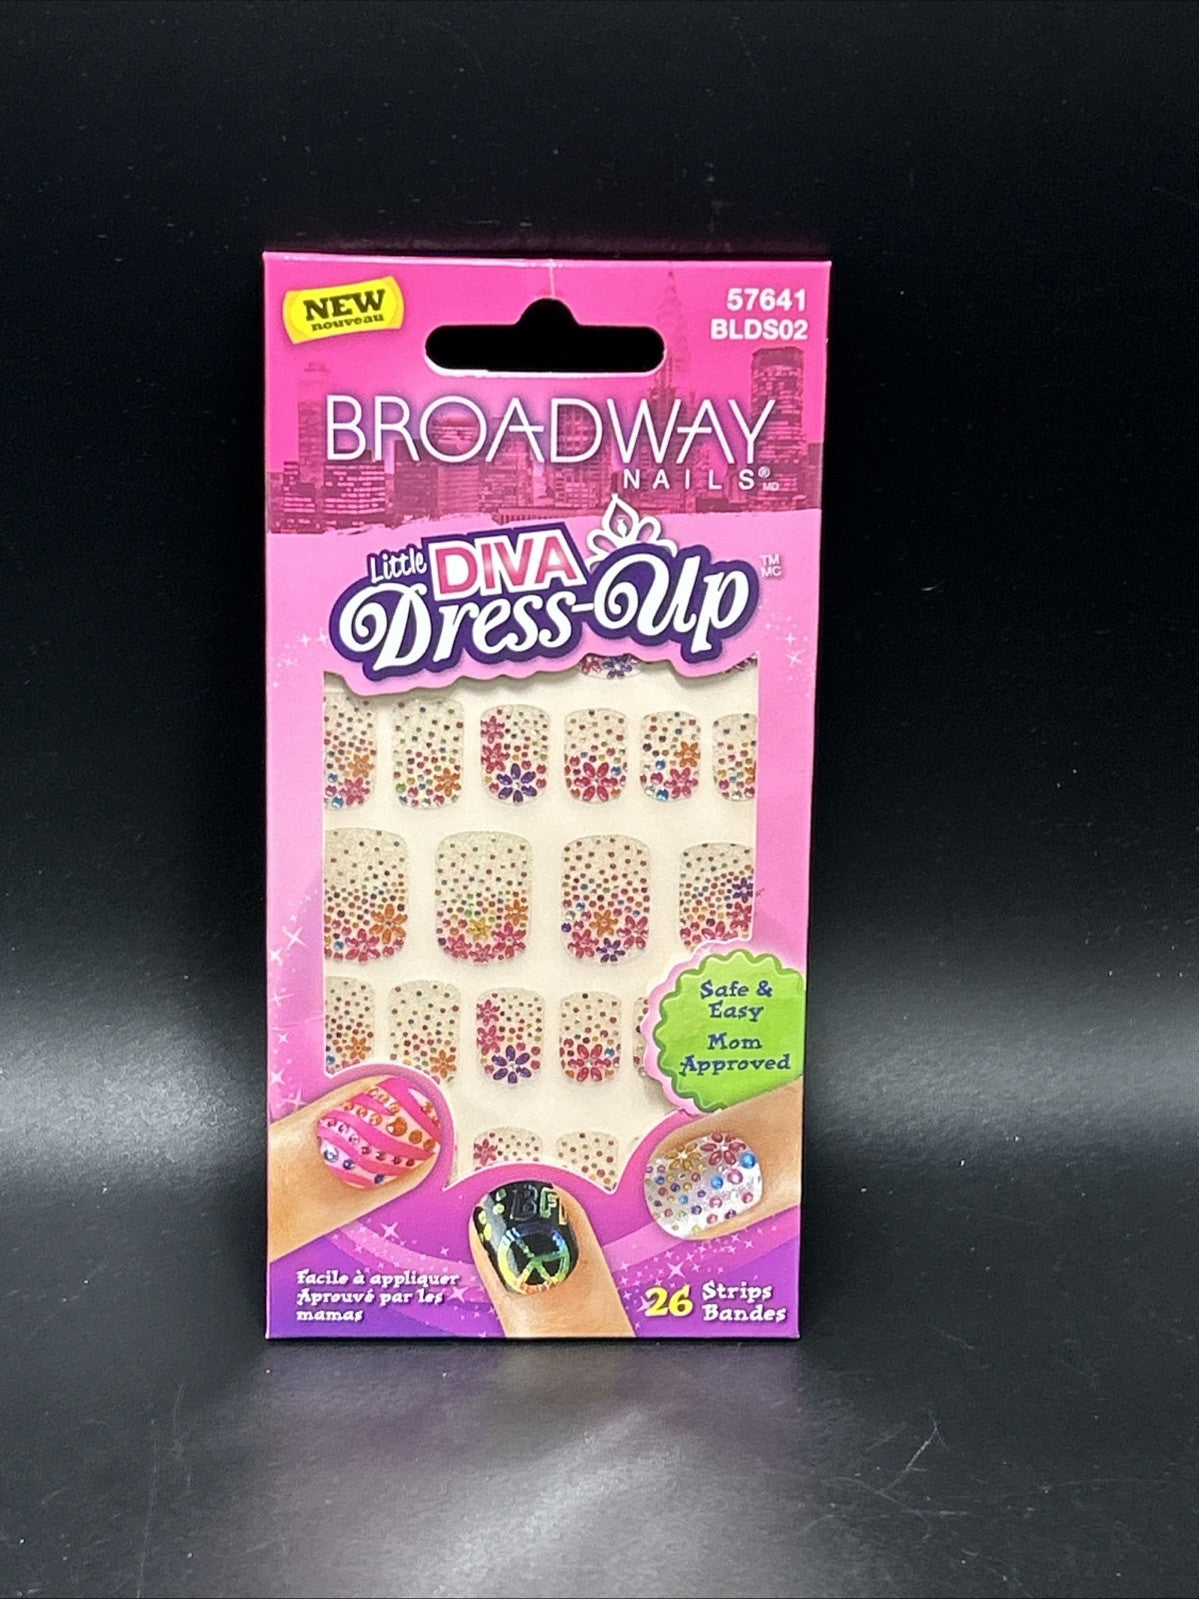 NEW
nouveau
57641
BLDS02
BROADWAY
NAILS®
MD
Little DIVA
Dress-Up
TM
MC
Safe &
Easy
Mom
Approved
BFF
Facile à appliquer
Aprouvé par les
mamas
26 Strips
Bandes